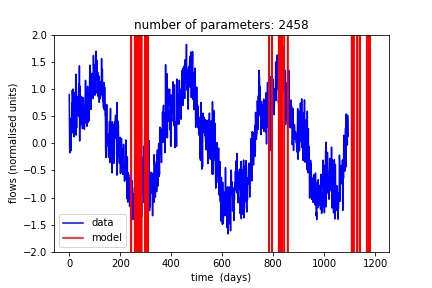 number of parameters: 2458
flows (normalised units)
2.0
1.5
1.0
0.5
0.0
−0.5
−1.0
−1.5
−2.0
data
model
0 200 400 600 800 1000 1200
time (days)